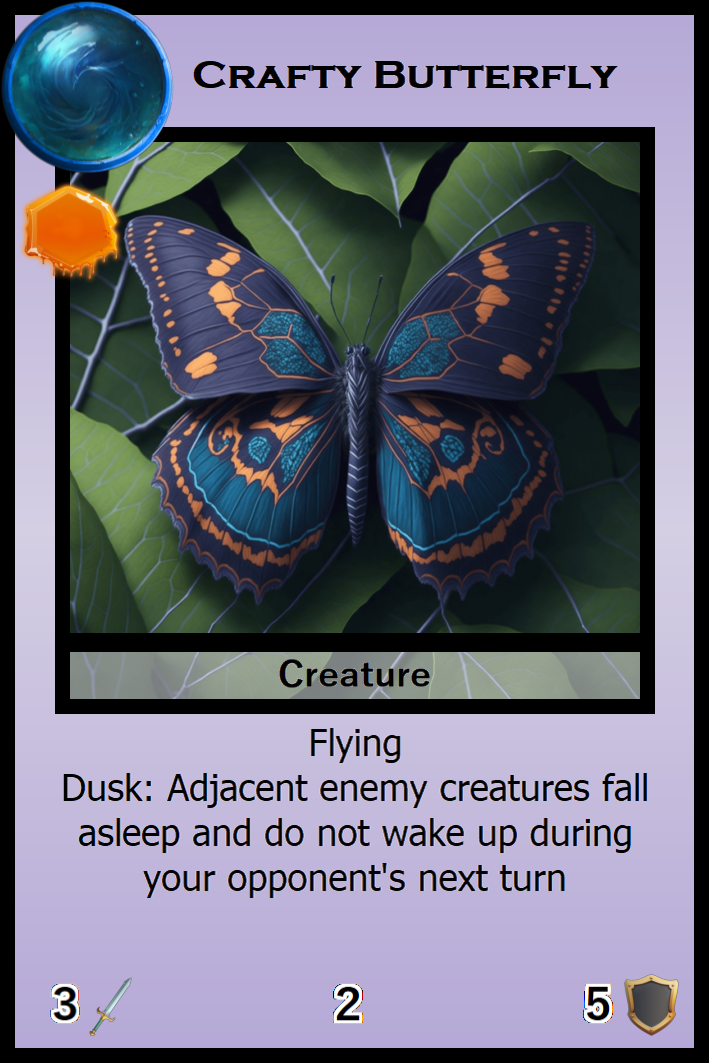 Crafty Butterfly
Creature
Flying
Dusk: Adjacent enemy creatures fall
asleep and do not wake up during
your opponent's next turn
3 2 5